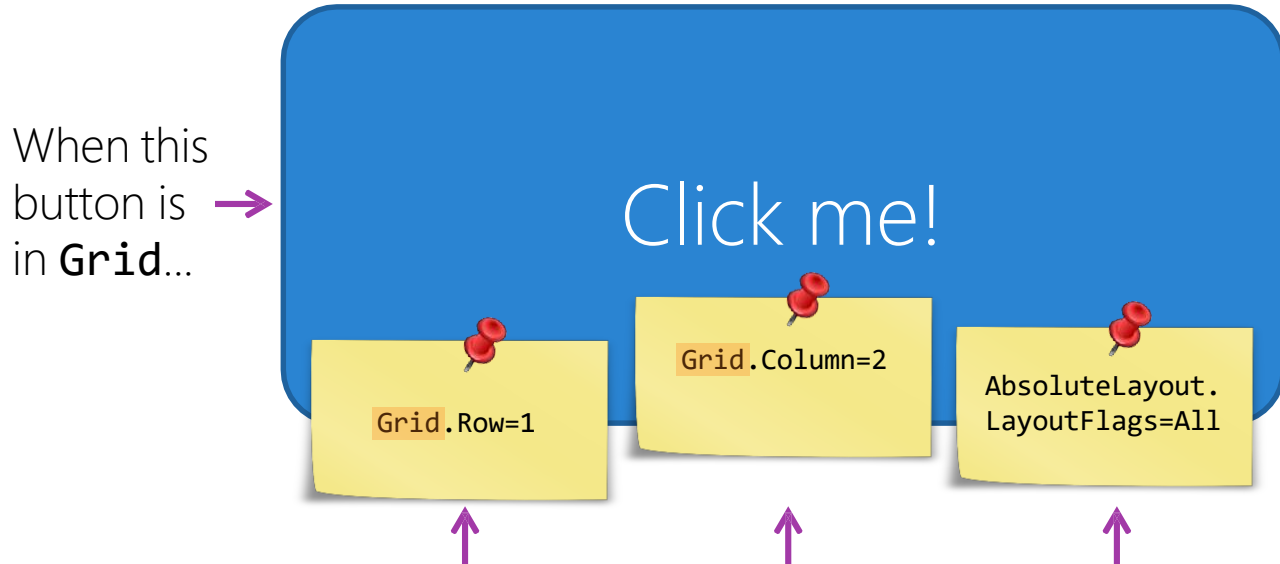 When this
button is
in Grid...
Click me!
Grid.Row=1
Grid.Column=2
AbsoluteLayout.
LayoutFlags=All